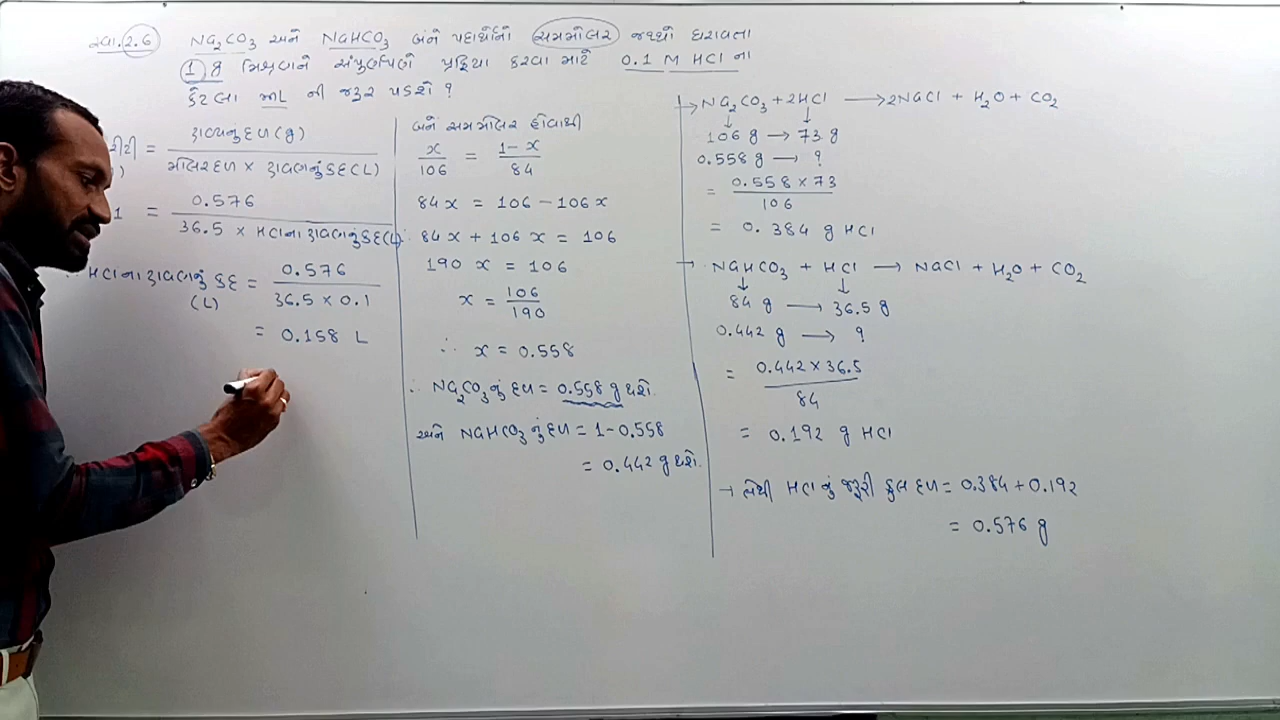 સ્વા.2.6 Na₂CO₃ અને NaHCO₃ બંને પદાર્થોનો સમમોલર જથ્થો ધરાવતા
1 g મિશ્રણને સંપૂર્ણપણે પ્રક્રિયા કરવા માટે 0.1 M HCl ના
કેટલા mL ની જરૂર પડશે ?
= દ્રાવ્યનું દળ (g) / મોલરદળ × દ્રાવણનું કદ (L)
1 = 0.576 / 36.5 × HCl ના દ્રાવણનું કદ (L)
∴ HCl ના દ્રાવણનું કદ (L) = 0.576 / 36.5 × 0.1
= 0.158 L
બંને સમમોલર હોવાથી
x / 106 = 1 - x / 84
84 x = 106 - 106 x
∴ 84 x + 106 x = 106
190 x = 106
x = 106 / 190
∴ x = 0.558
∴ Na₂CO₃ નું દળ = 0.558 g થશે.
અને NaHCO₃ નું દળ = 1 - 0.558
= 0.442 g થશે.
→ Na₂CO₃ + 2HCl → 2NaCl + H₂O + CO₂
↓ ↓
106 g → 73 g
0.558 g → ?
= 0.558 × 73 / 106
= 0.384 g HCl
→ NaHCO₃ + HCl → NaCl + H₂O + CO₂
↓ ↓
84 g → 36.5 g
0.442 g → ?
= 0.442 × 36.5 / 84
= 0.192 g HCl
→ તેથી HCl નું જરૂરી કુલ દળ = 0.384 + 0.192
= 0.576 g